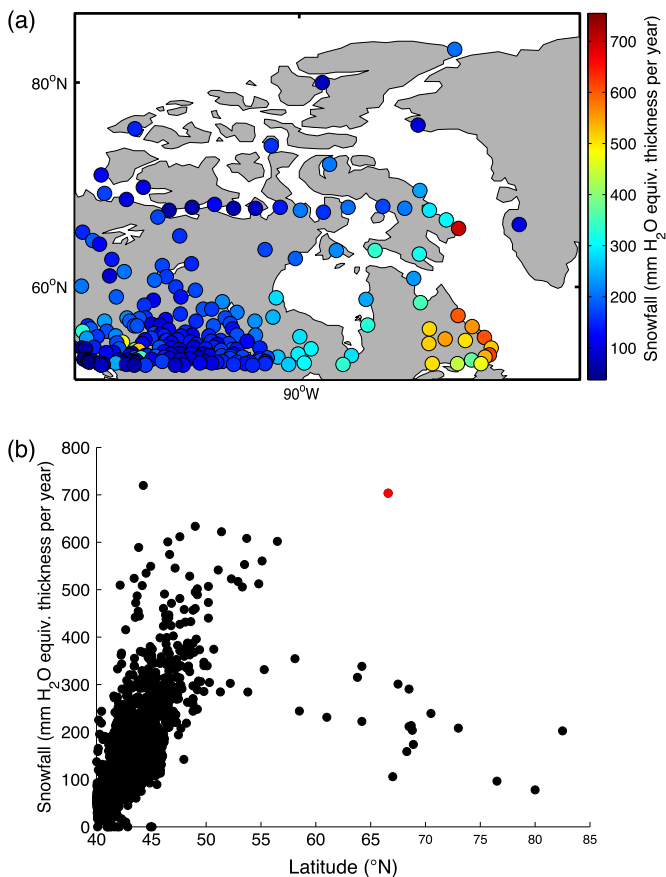 (a)
80°N
60°N
90°W
700
600
500
400
300
200
100
Snowfall (mm H2O equiv. thickness per year)
(b)
800
700
600
500
400
300
200
100
0
Snowfall (mm H2O equiv. thickness per year)
40 45 50 55 60 65 70 75 80 85
Latitude (°N)